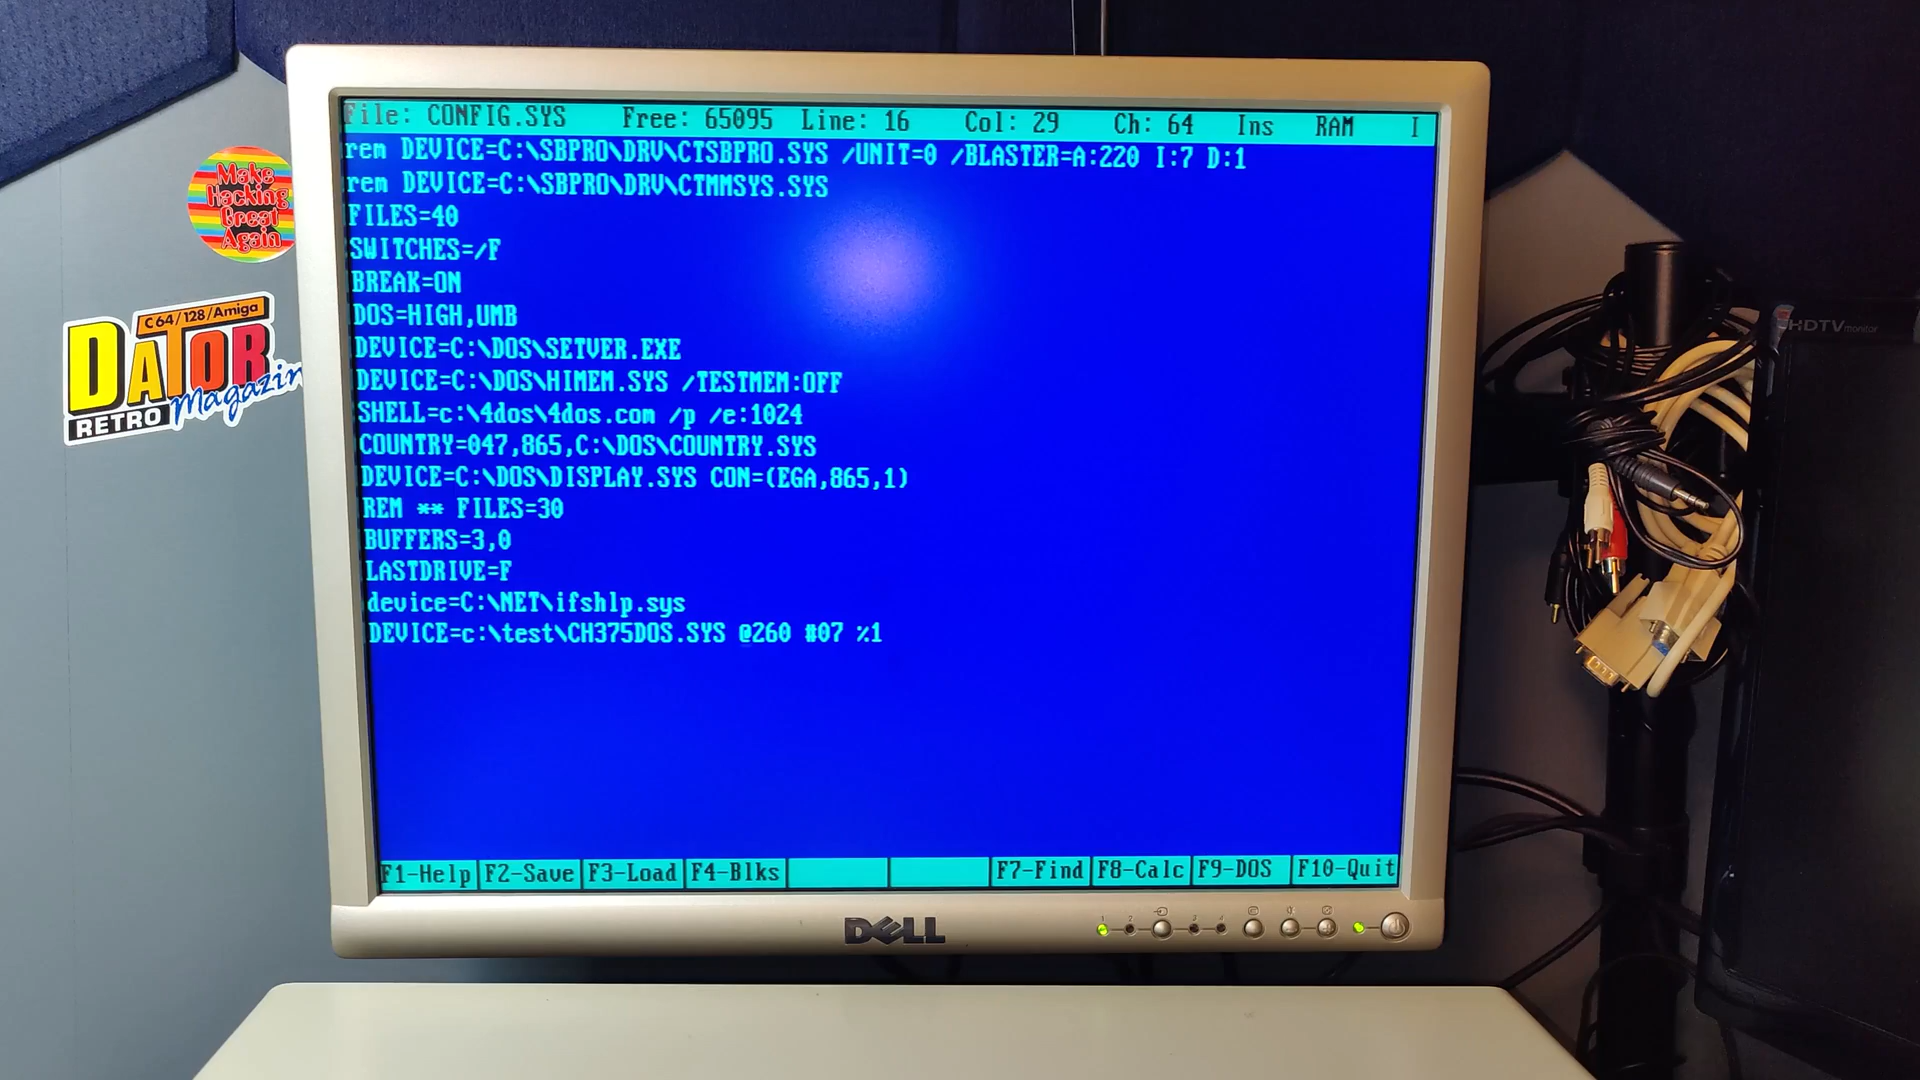 File: CONFIG.SYS Free: 65095 Line: 16 Col: 29 Ch: 64 Ins RAM I
rem DEVICE=C:\SBPRO\DRV\CTSBPRO.SYS /UNIT=0 /BLASTER=A:220 I:7 D:1
rem DEVICE=C:\SBPRO\DRV\CTMMSYS.SYS
FILES=40
SWITCHES=/F
BREAK=ON
DOS=HIGH,UMB
DEVICE=C:\DOS\SETVER.EXE
DEVICE=C:\DOS\HIMEM.SYS /TESTMEM:OFF
SHELL=c:\4dos\4dos.com /p /e:1024
COUNTRY=047,865,C:\DOS\COUNTRY.SYS
DEVICE=C:\DOS\DISPLAY.SYS CON=(EGA,865,1)
REM ** FILES=30
BUFFERS=3,0
LASTDRIVE=F
device=C:\NET\ifshlp.sys
DEVICE=c:\test\CH375DOS.SYS @260 #07 %1
F1-Help F2-Save F3-Load F4-Blks F7-Find F8-Calc F9-DOS F10-Quit
DELL
Make
Hacking
Great
Again
C64/128/Amiga
DATOR
RETRO Magazin
HDTV monitor